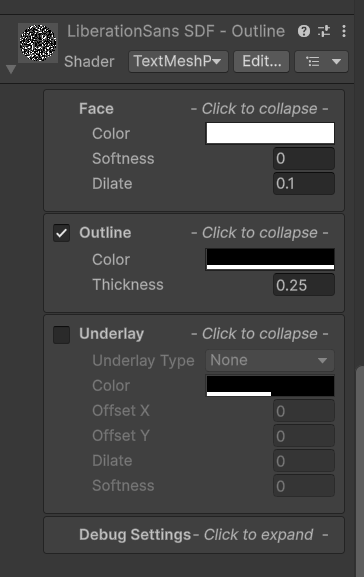 LiberationSans SDF - Outline
Shader TextMeshP Edit...
Face - Click to collapse -
Color
Softness 0
Dilate 0.1
Outline - Click to collapse -
Color
Thickness 0.25
Underlay - Click to collapse -
Underlay Type None
Color
Offset X 0
Offset Y 0
Dilate 0
Softness 0
Debug Settings - Click to expand -